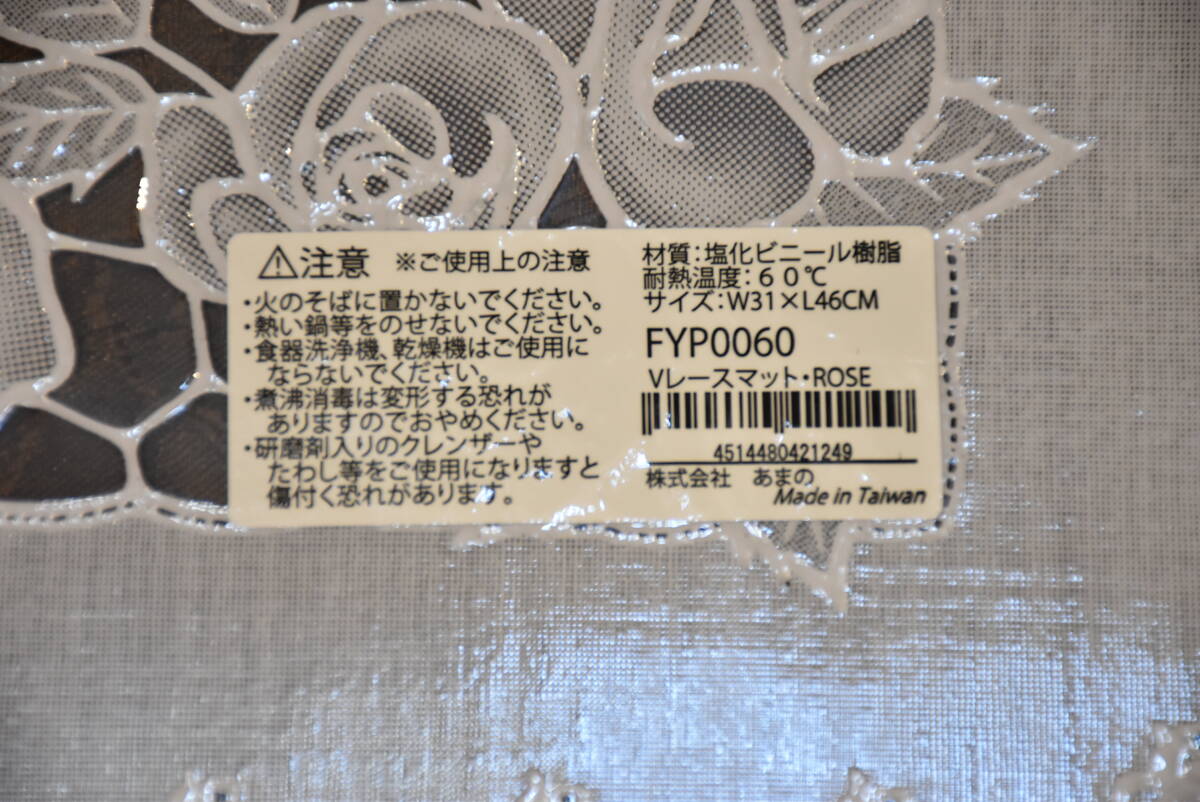 ⚠注意 ※ご使用上の注意
・火のそばに置かないでください。
・熱い鍋等をのせないでください。
・食器洗浄機、乾燥機はご使用に
ならないでください。
・煮沸消毒は変形する恐れが
ありますのでおやめください。
・研磨剤入りのクレンザーや
たわし等をご使用になりますと
傷付く恐れがあります。
材質：塩化ビニール樹脂
耐熱温度：６０℃
サイズ：W31×L46CM
FYP0060
Vレースマット・ROSE
4514480421249
株式会社 あまの
Made in Taiwan